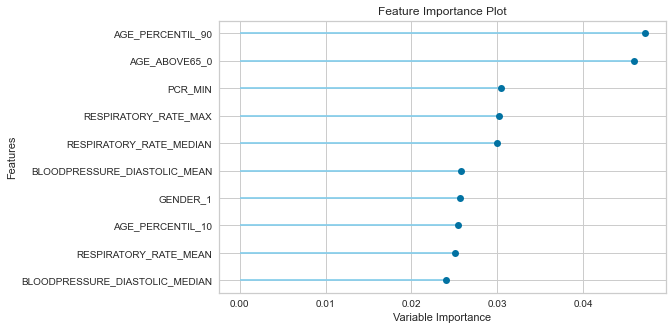 Feature Importance Plot
Features
AGE_PERCENTIL_90
AGE_ABOVE65_0
PCR_MIN
RESPIRATORY_RATE_MAX
RESPIRATORY_RATE_MEDIAN
BLOODPRESSURE_DIASTOLIC_MEAN
GENDER_1
AGE_PERCENTIL_10
RESPIRATORY_RATE_MEAN
BLOODPRESSURE_DIASTOLIC_MEDIAN
0.00 0.01 0.02 0.03 0.04
Variable Importance